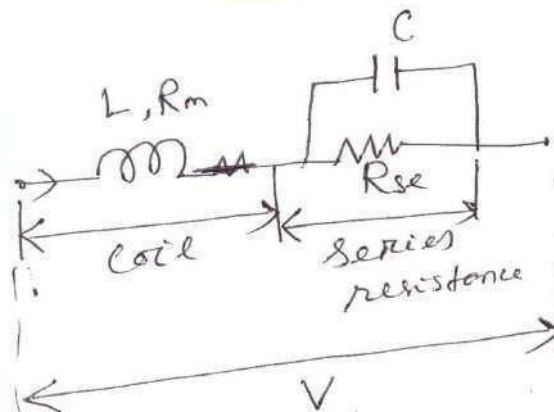 C
L, Rm
Rse
coil
series
resistance
V